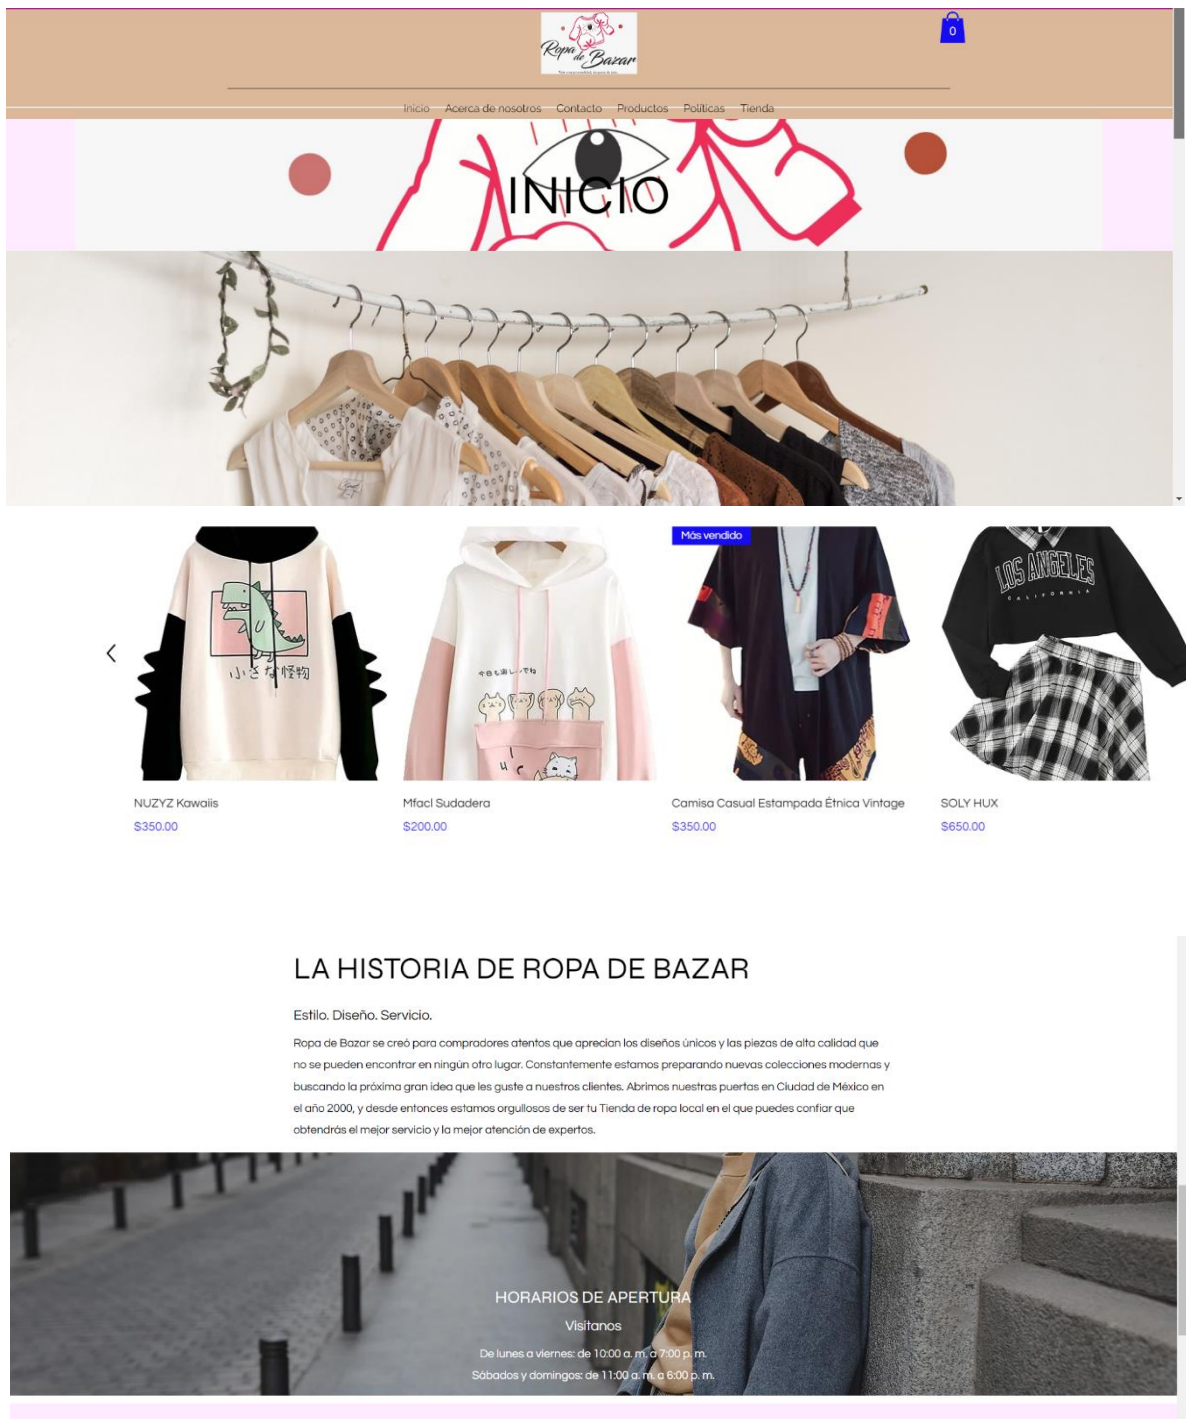 Ropa
de Bazar
0
Inicio Acerca de nosotros Contacto Productos Políticas Tienda
INICIO
Más vendido
LOS ANGELES
CALIFORNIA
小さな怪物
NUZYZ Kawaiis
$350.00
Mfacl Sudadera
$200.00
Camisa Casual Estampada Étnica Vintage
$350.00
SOLY HUX
$650.00
LA HISTORIA DE ROPA DE BAZAR
Estilo. Diseño. Servicio.
Ropa de Bazar se creó para compradores atentos que aprecian los diseños únicos y las piezas de alta calidad que
no se pueden encontrar en ningún otro lugar. Constantemente estamos preparando nuevas colecciones modernas y
buscando la próxima gran idea que les guste a nuestros clientes. Abrimos nuestras puertas en Ciudad de México en
el año 2000, y desde entonces estamos orgullosos de ser tu Tienda de ropa local en el que puedes confiar que
obtendrás el mejor servicio y la mejor atención de expertos.
HORARIOS DE APERTURA
Visítanos
De lunes a viernes: de 10:00 a. m. a 7:00 p. m.
Sábados y domingos: de 11:00 a. m. a 6:00 p. m.